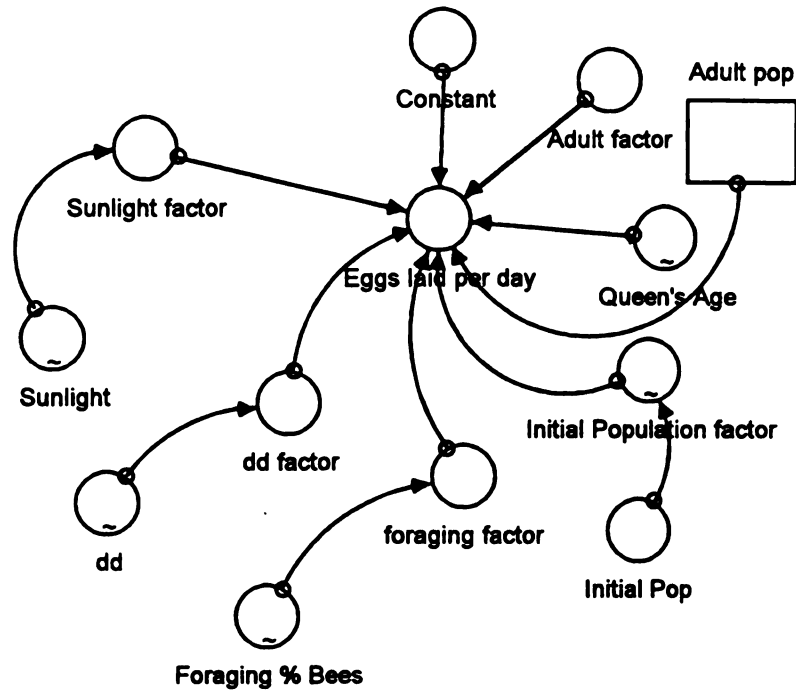 Constant
Adult pop
Adult factor
Sunlight factor
Eggs laid per day
Queen's Age
Sunlight
Initial Population factor
dd factor
foraging factor
dd
Initial Pop
Foraging % Bees
~
~
~
~
~